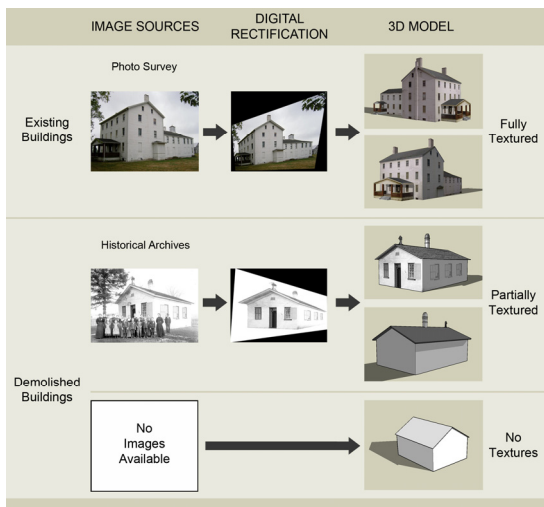 IMAGE SOURCES
DIGITAL
RECTIFICATION
3D MODEL
Photo Survey
Existing
Buildings
Fully
Textured
Historical Archives
Partially
Textured
Demolished
Buildings
No
Images
Available
No
Textures